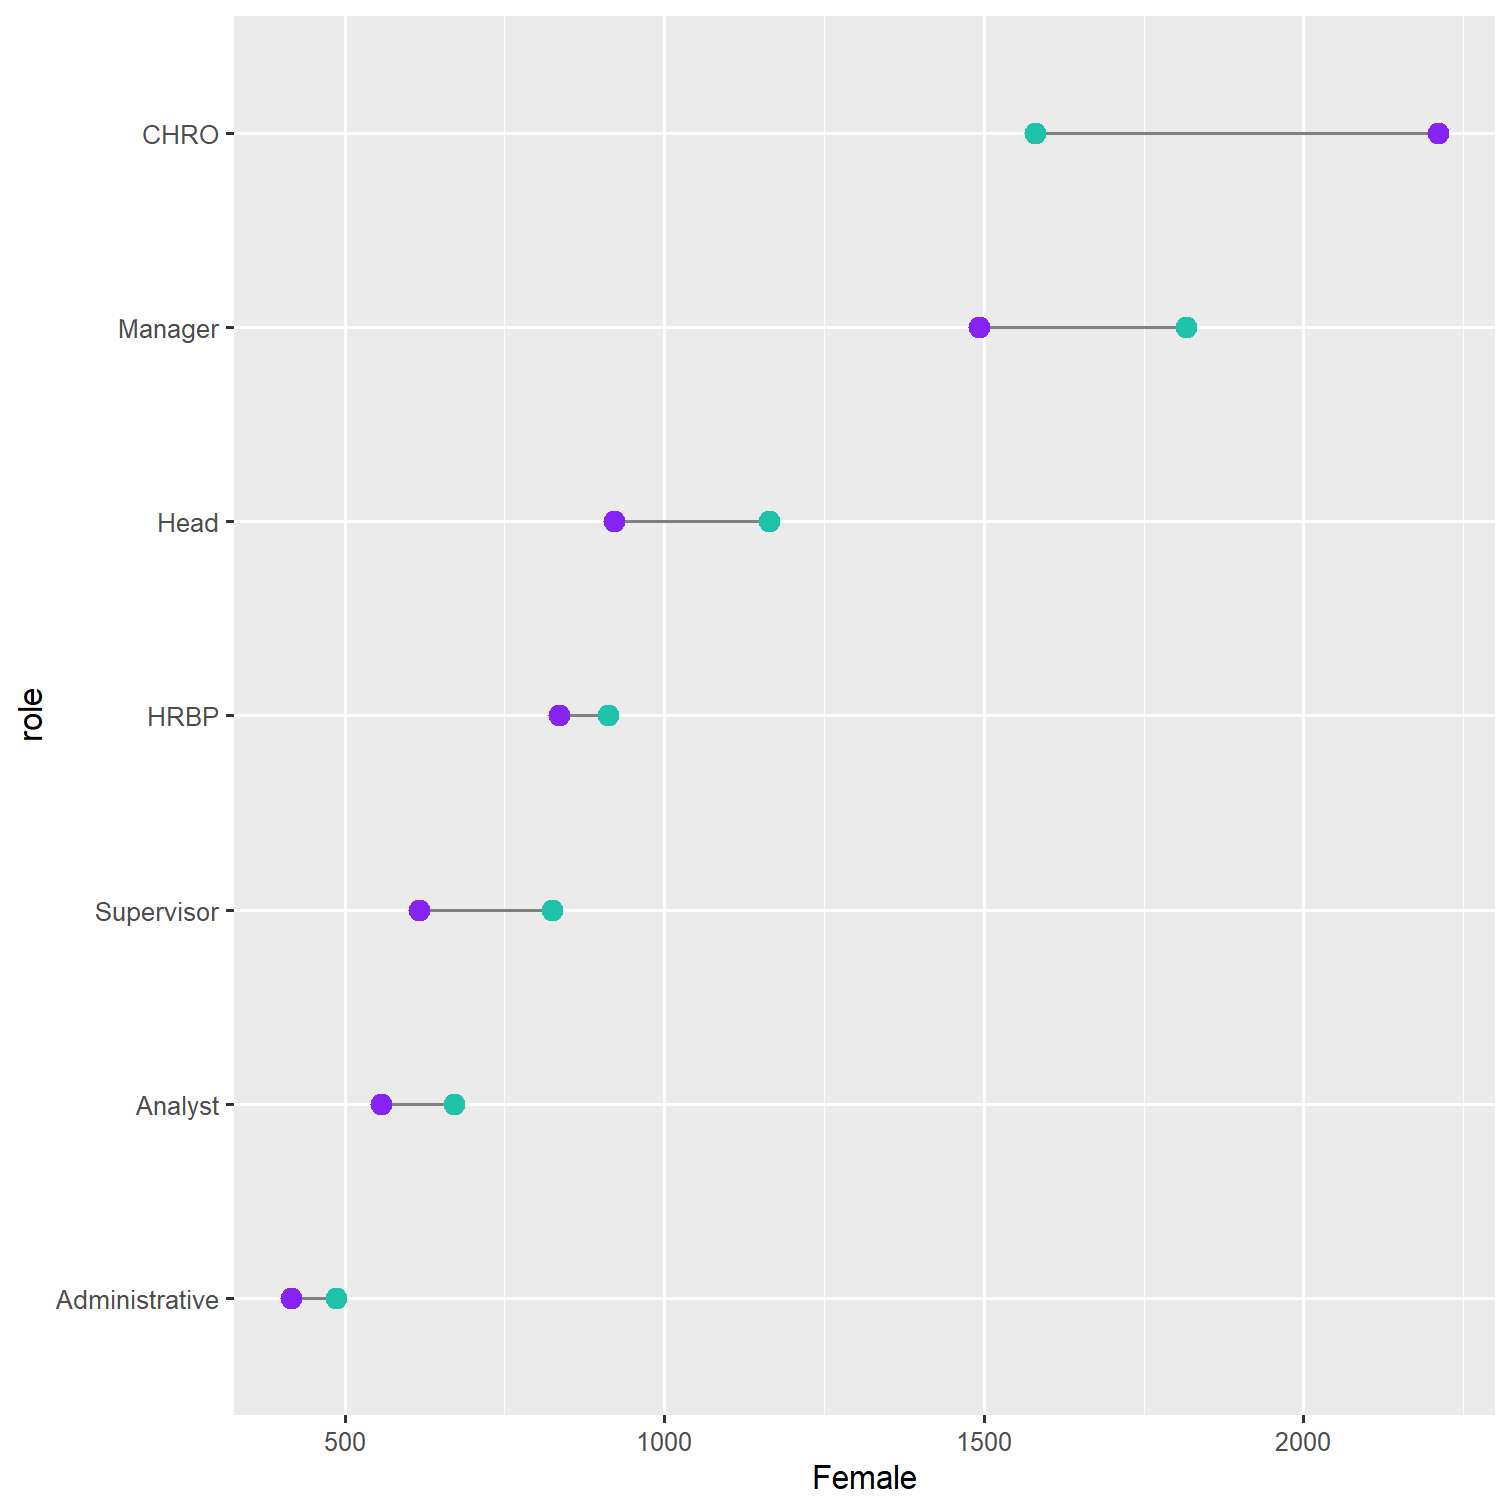 CHRO
Manager
Head
HRBP
Supervisor
Analyst
Administrative
role
500 1000 1500 2000
Female